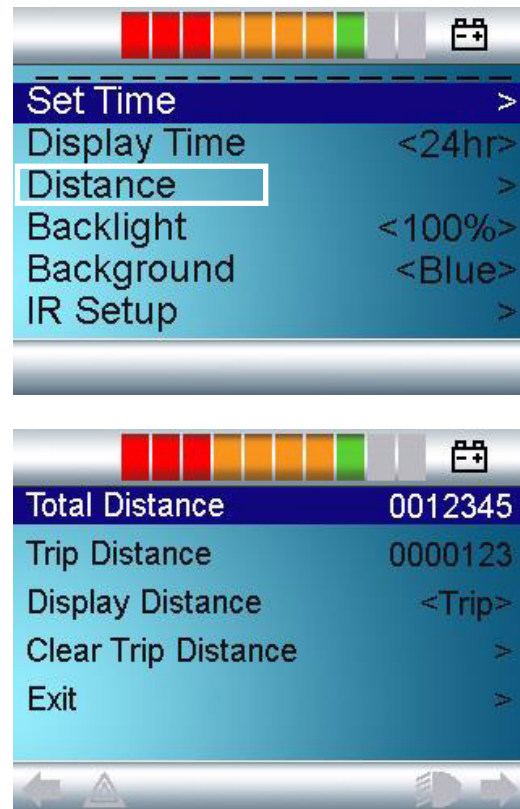 Set Time >
Display Time <24hr>
Distance >
Backlight <100%>
Background <Blue>
IR Setup >
Total Distance 0012345
Trip Distance 0000123
Display Distance <Trip>
Clear Trip Distance >
Exit >